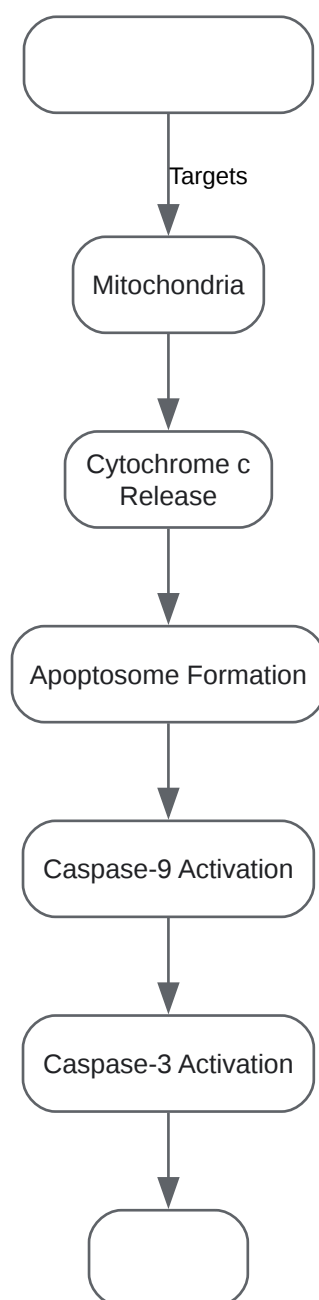 Targets
Mitochondria
Cytochrome c
Release
Apoptosome Formation
Caspase-9 Activation
Caspase-3 Activation